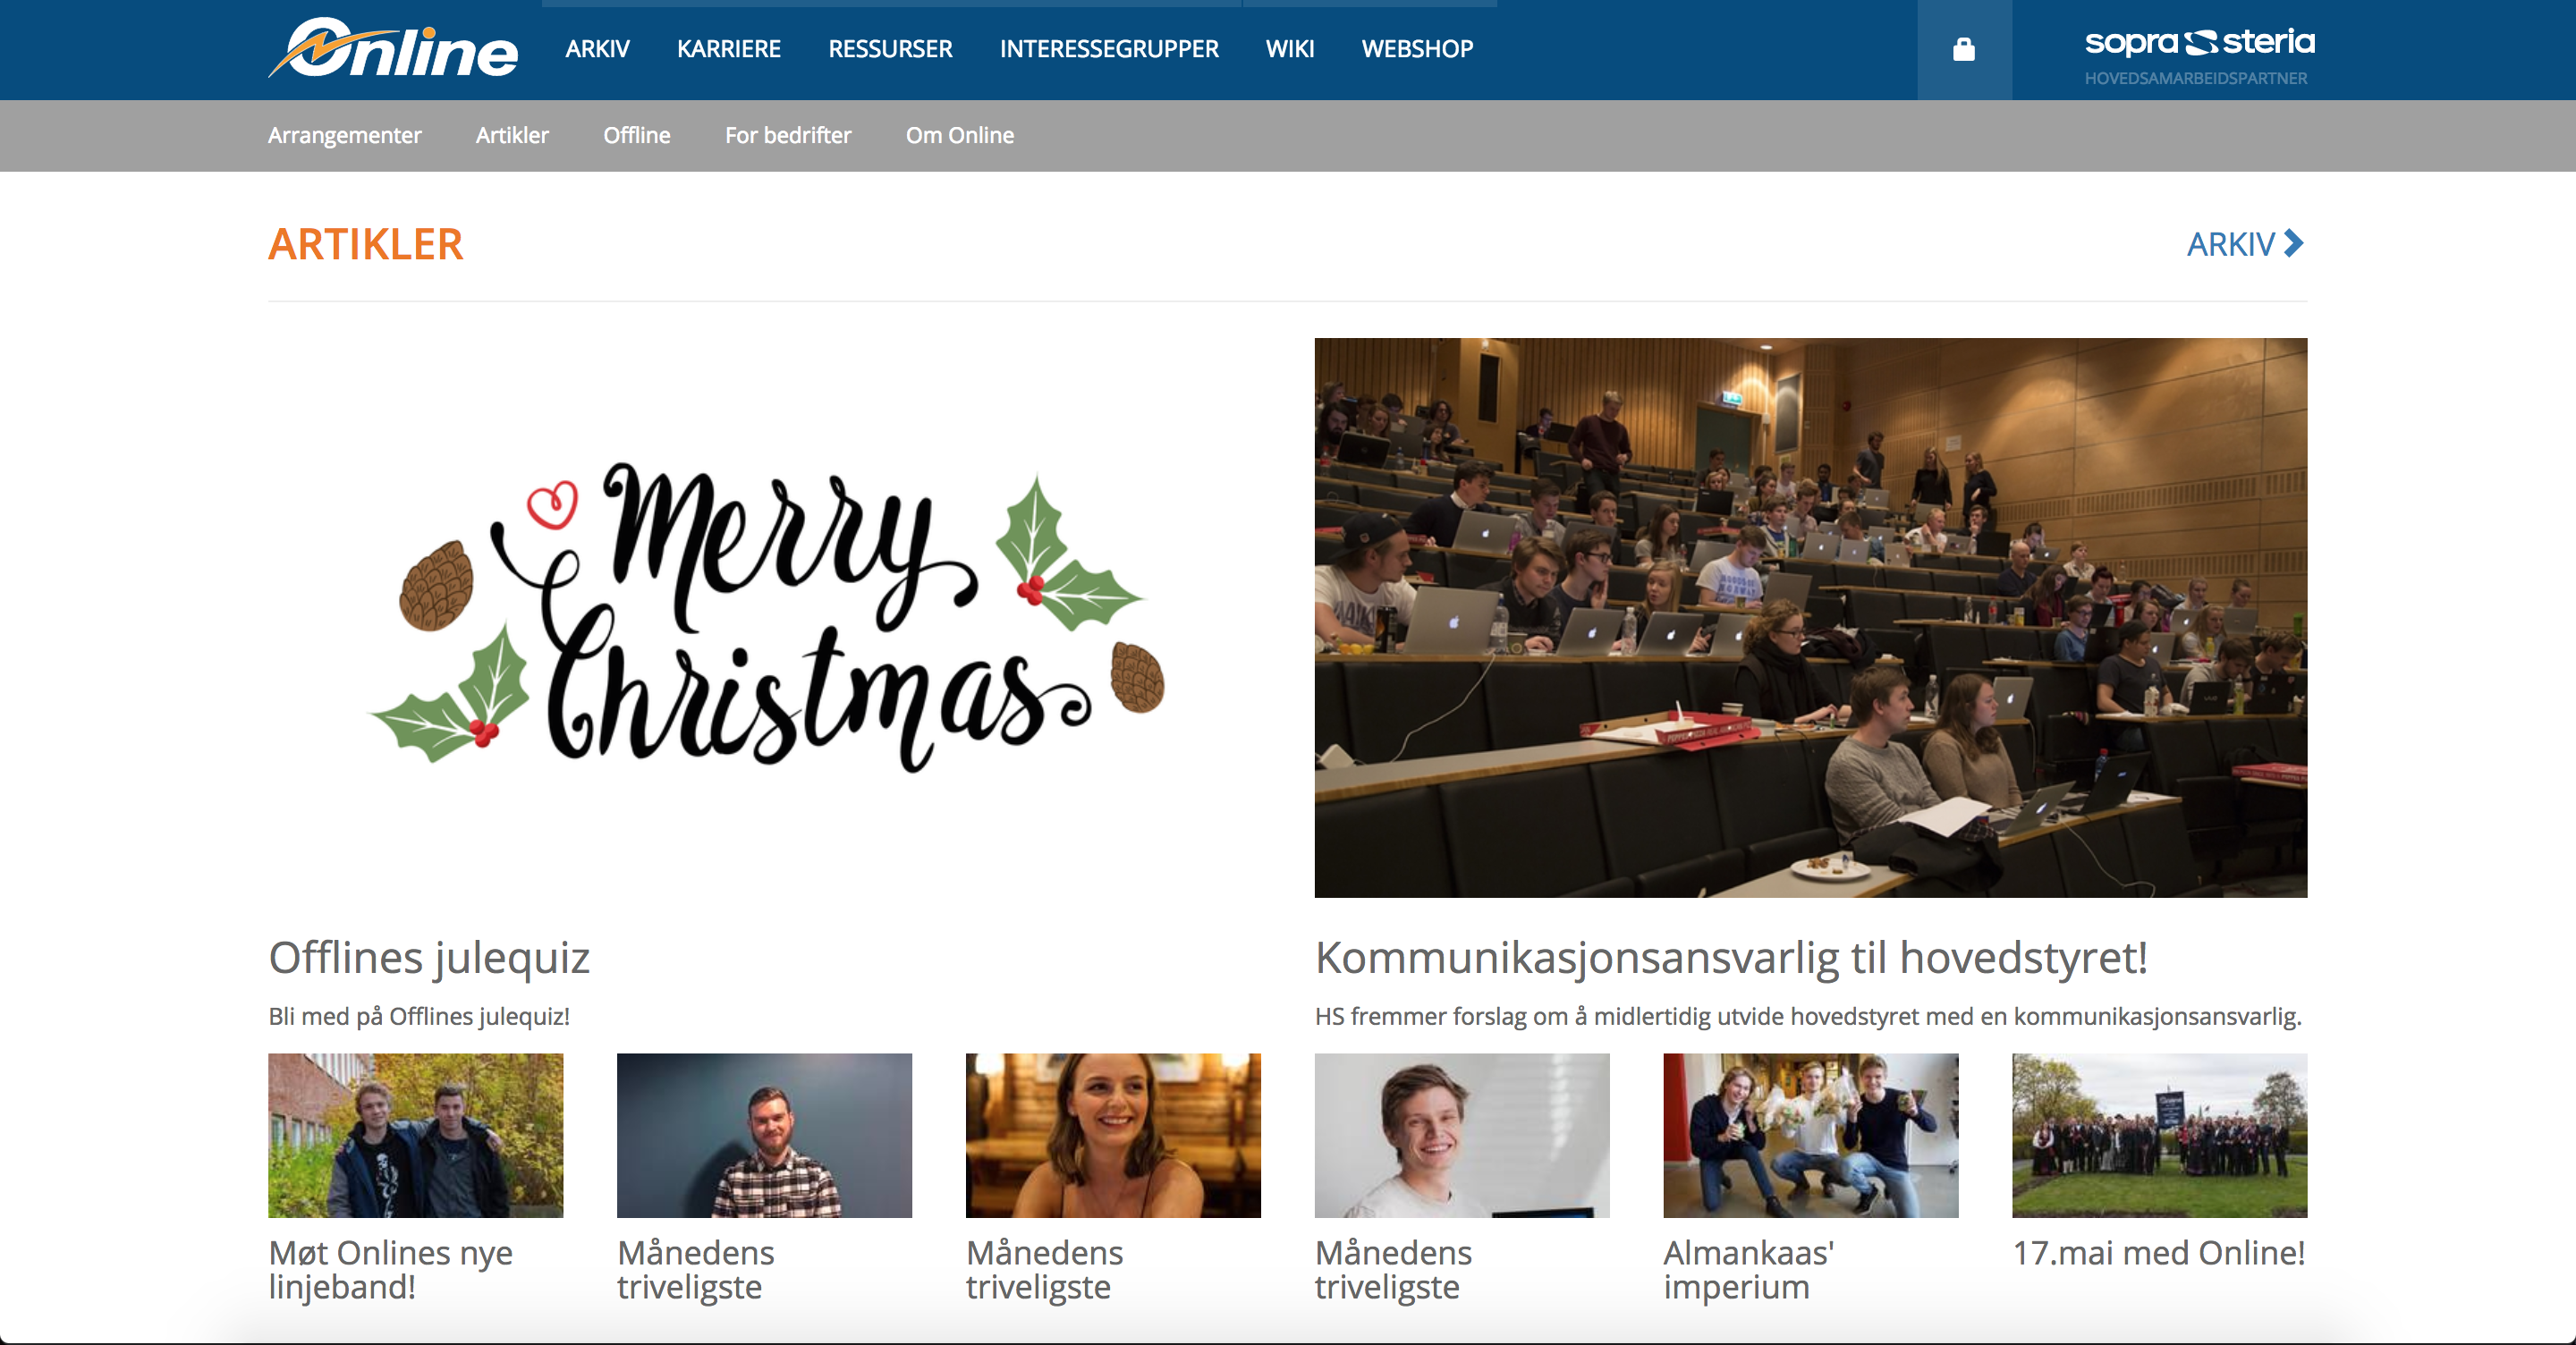 Online
ARKIV KARRIERE RESSURSER INTERESSEGRUPPER WIKI WEBSHOP
sopra steria
HOVEDSAMARBEIDSPARTNER
Arrangementer Artikler Offline For bedrifter Om Online
ARTIKLER
ARKIV
Merry
Christmas
Offlines julequiz
Kommunikasjonsansvarlig til hovedstyret!
Bli med på Offlines julequiz!
HS fremmer forslag om å midlertidig utvide hovedstyret med en kommunikasjonsansvarlig.
Møt Onlines nye
linjeband!
Månedens
triveligste
Månedens
triveligste
Månedens
triveligste
Almankaas'
imperium
17.mai med Online!